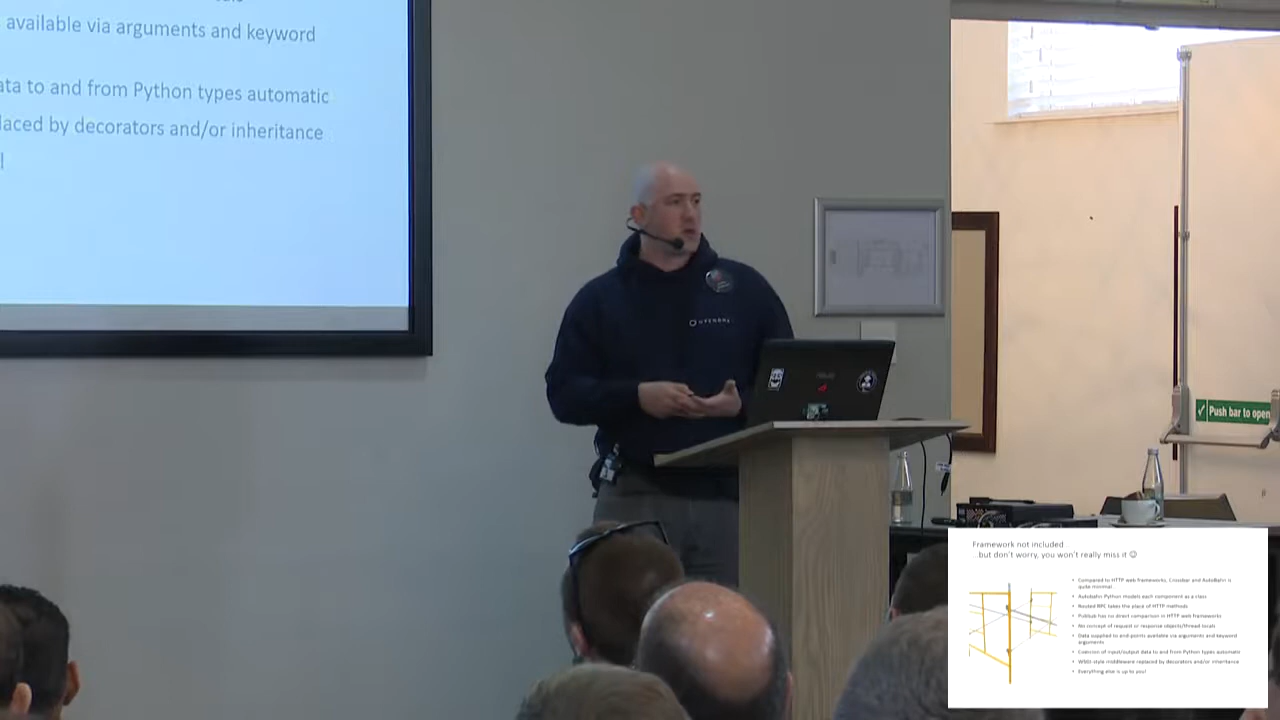 available via arguments and keyword
ata to and from Python types automatic
laced by decorators and/or inheritance
Push bar to open
Framework not included
...but don't worry, you won't really miss it ☺
• Compared to HTTP web frameworks, Crossbar and AutoBahn is
quite minimal...
• Autobahn Python models each component as a class
• Routed RPC takes the place of HTTP methods
• PubSub has no direct comparison in HTTP web frameworks
• No concept of request or response objects/thread locals
• Data supplied to end-points available via arguments and keyword
arguments
• Coercion of input/output data to and from Python types automatic
• WSGI-style middleware replaced by decorators and/or inheritance
• Everything else is up to you!